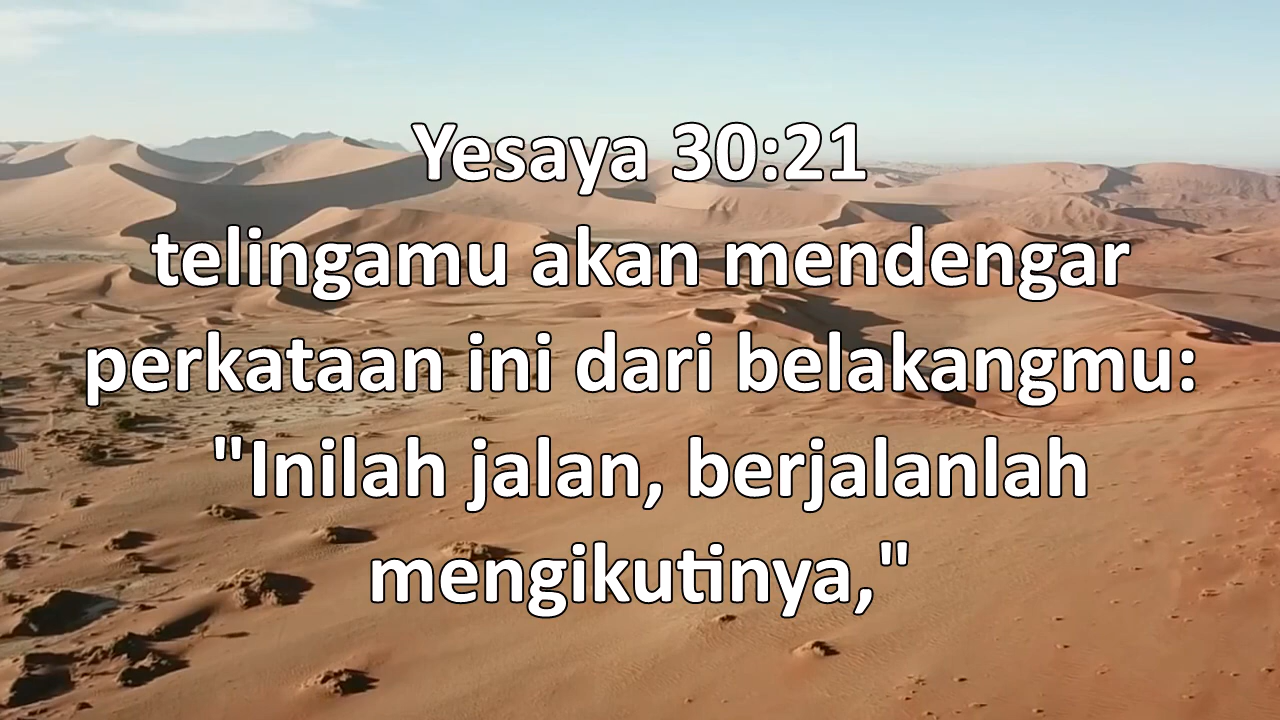 Yesaya 30:21
telingamu akan mendengar
perkataan ini dari belakangmu:
"Inilah jalan, berjalanlah
mengikutinya,"